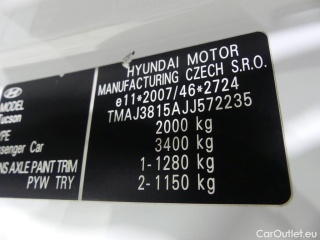 HYUNDAI MOTOR
MANUFACTURING CZECH S.R.O.
e11*2007/46*2724
TMAJ3815AJJ572235
2000 kg
3400 kg
1-1280 kg
2-1150 kg
MODEL
Tucson
YPE
ssenger Car
NS AXLE PAINT TRIM
PYW TRY
CarOutlet.eu